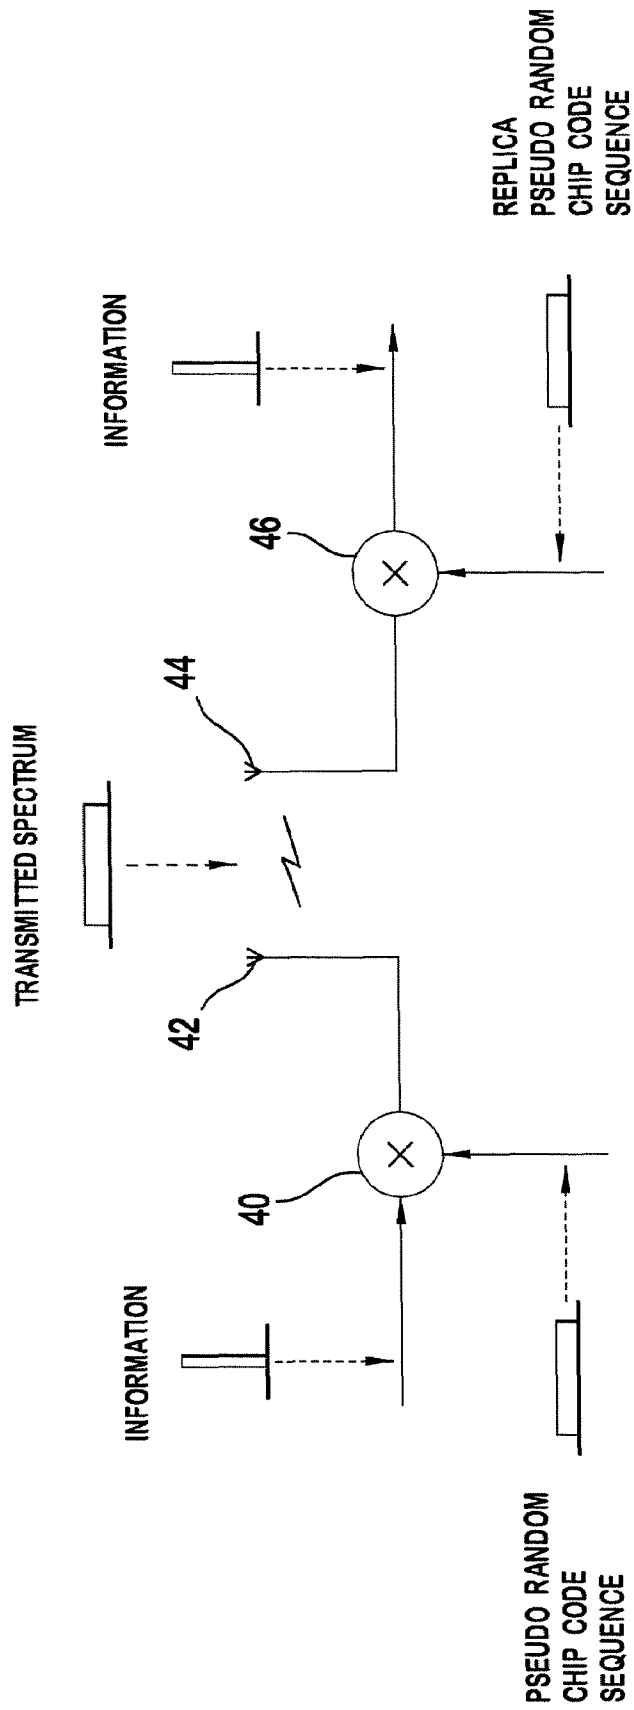 TRANSMITTED SPECTRUM
INFORMATION
INFORMATION
42
44
40
46
PSEUDO RANDOM
CHIP CODE
SEQUENCE
REPLICA
PSEUDO RANDOM
CHIP CODE
SEQUENCE